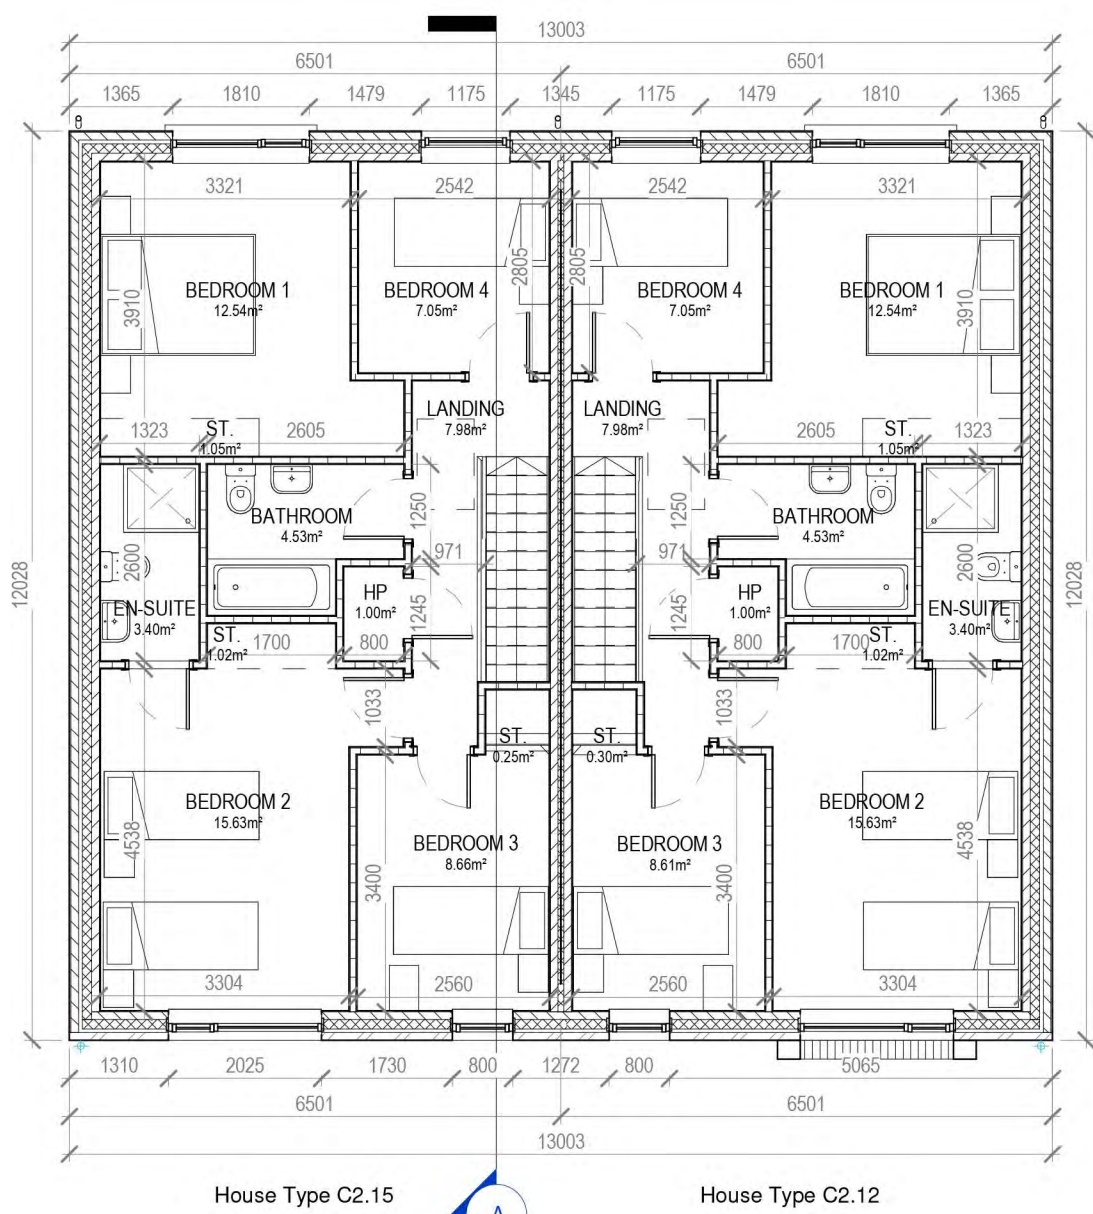 13003
6501 6501
1365 1810 1479 1175 1345 1175 1479 1810 1365
3321 2542 2542 3321
2805 2805
3910 BEDROOM 1 BEDROOM 4 BEDROOM 4 BEDROOM 1 3910
12.54m² 7.05m² 7.05m² 12.54m²
LANDING LANDING
7.98m² 7.98m²
1323 ST. 2605 2605 ST. 1323
1.05m² 1.05m²
1250 1250
BATHROOM BATHROOM
4.53m² 4.53m²
2600 971 971 2600
12028 12028
HP HP
1.00m² 1.00m²
1245 1245
EN-SUITE EN-SUITE
3.40m² 3.40m²
ST. 1700 800 800 1700 ST.
1.02m² 1.02m²
1033 1033
ST. ST.
0.25m² 0.30m²
BEDROOM 2 BEDROOM 2
15.63m² 15.63m²
4538 4538
BEDROOM 3 BEDROOM 3
8.66m² 8.61m²
3400 3400
3304 2560 2560 3304
1310 2025 1730 800 1272 800 5065
6501 6501
13003
House Type C2.15 House Type C2.12
A